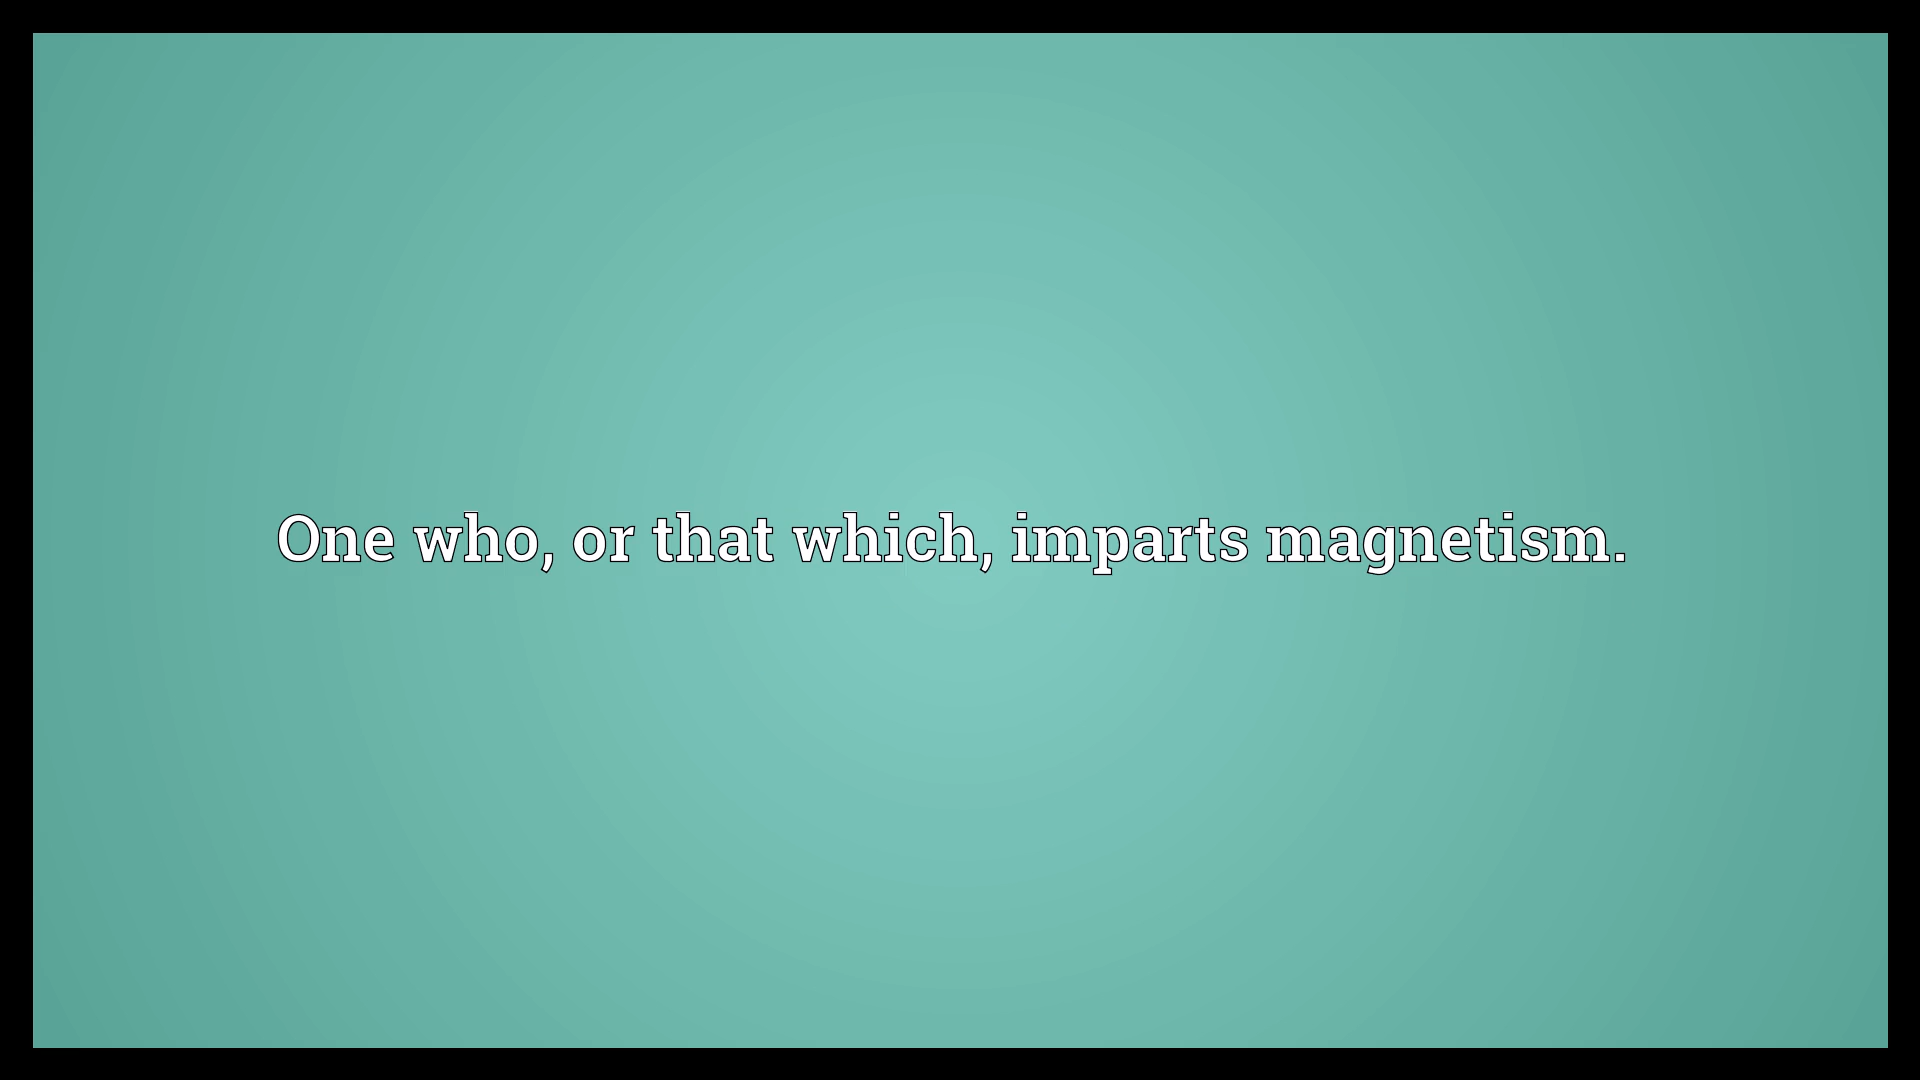 One who, or that which, imparts magnetism.